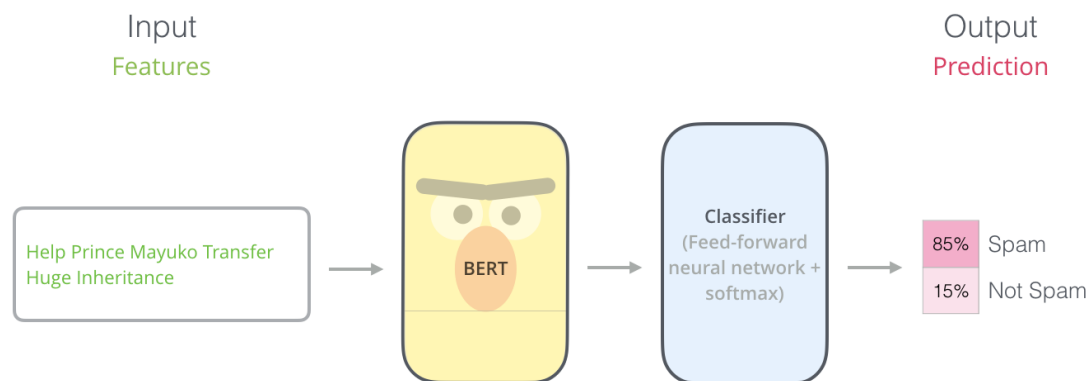 Input
Features
Output
Prediction
Help Prince Mayuko Transfer
Huge Inheritance
BERT
Classifier
(Feed-forward
neural network +
softmax)
85% Spam
15% Not Spam